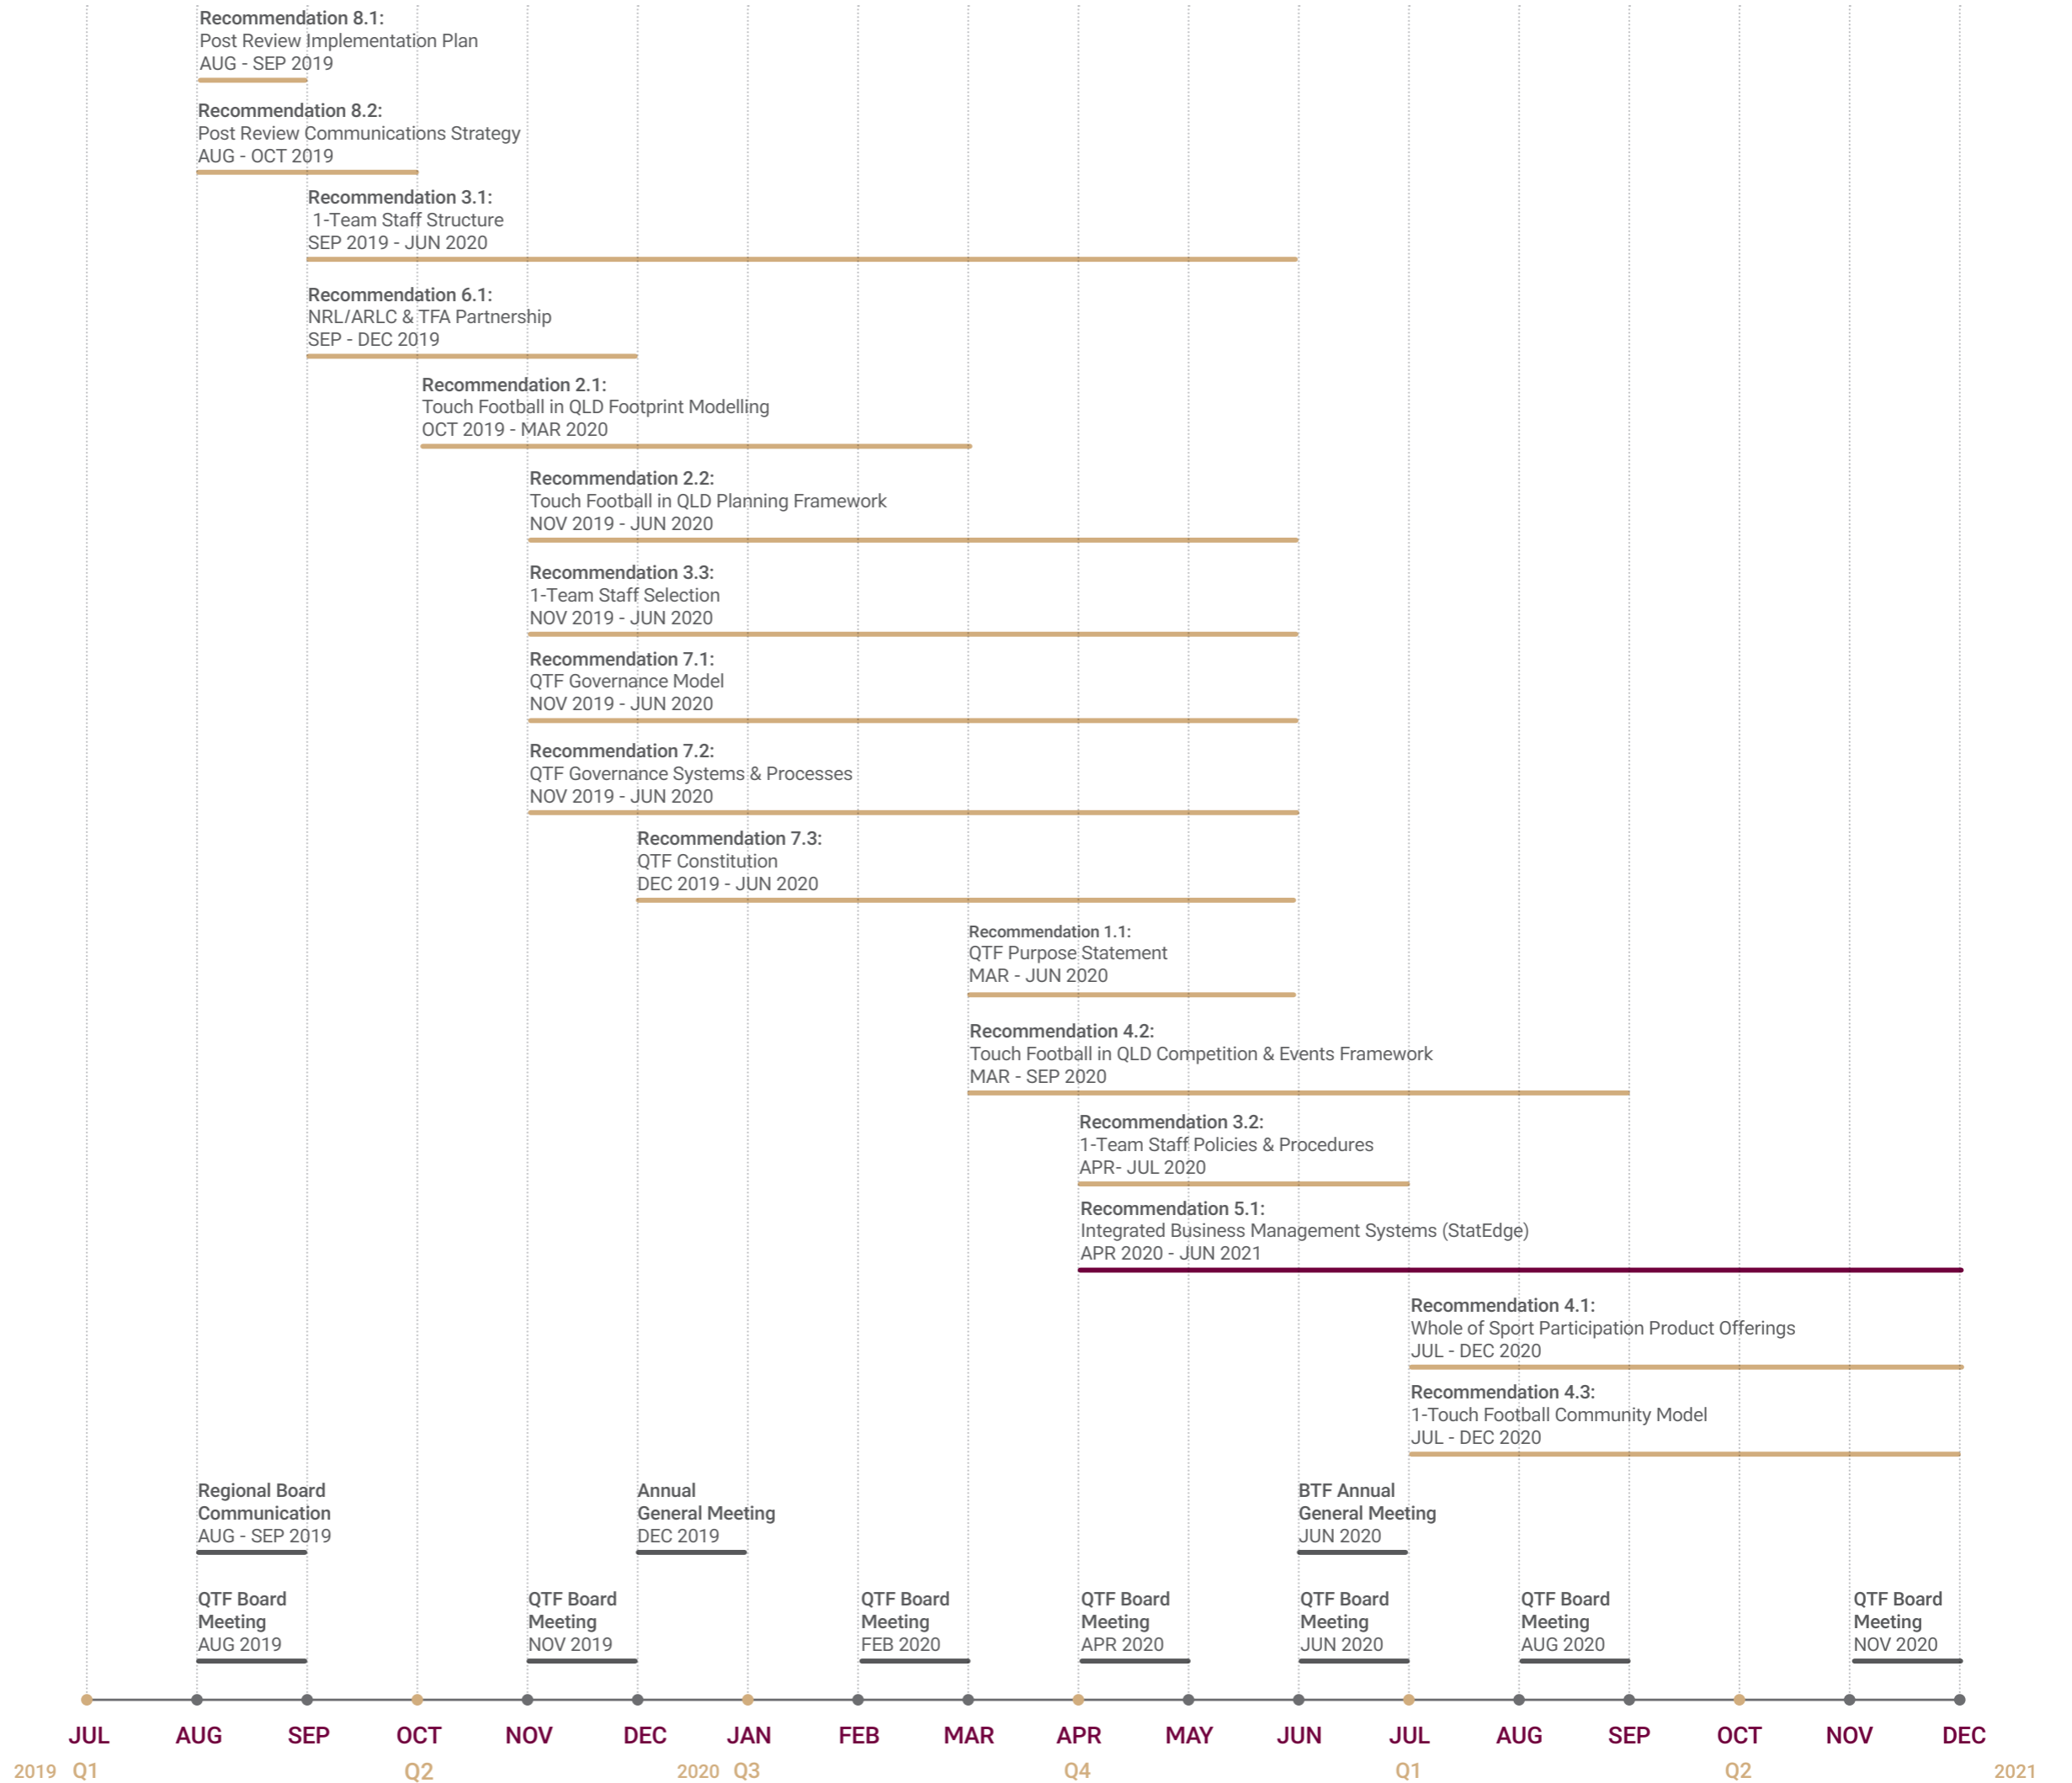 Recommendation 8.1:
Post Review Implementation Plan
AUG - SEP 2019
Recommendation 8.2:
Post Review Communications Strategy
AUG - OCT 2019
Recommendation 3.1:
1-Team Staff Structure
SEP 2019 - JUN 2020
Recommendation 6.1:
NRL/ARLC & TFA Partnership
SEP - DEC 2019
Recommendation 2.1:
Touch Football in QLD Footprint Modelling
OCT 2019 - MAR 2020
Recommendation 2.2:
Touch Football in QLD Planning Framework
NOV 2019 - JUN 2020
Recommendation 3.3:
1-Team Staff Selection
NOV 2019 - JUN 2020
Recommendation 7.1:
QTF Governance Model
NOV 2019 - JUN 2020
Recommendation 7.2:
QTF Governance Systems & Processes
NOV 2019 - JUN 2020
Recommendation 7.3:
QTF Constitution
DEC 2019 - JUN 2020
Recommendation 1.1:
QTF Purpose Statement
MAR - JUN 2020
Recommendation 4.2:
Touch Football in QLD Competition & Events Framework
MAR - SEP 2020
Recommendation 3.2:
1-Team Staff Policies & Procedures
APR- JUL 2020
Recommendation 5.1:
Integrated Business Management Systems (StatEdge)
APR 2020 - JUN 2021
Recommendation 4.1:
Whole of Sport Participation Product Offerings
JUL - DEC 2020
Recommendation 4.3:
1-Touch Football Community Model
JUL - DEC 2020
Regional Board
Communication
AUG - SEP 2019
Annual
General Meeting
DEC 2019
BTF Annual
General Meeting
JUN 2020
QTF Board
Meeting
AUG 2019
QTF Board
Meeting
NOV 2019
QTF Board
Meeting
FEB 2020
QTF Board
Meeting
APR 2020
QTF Board
Meeting
JUN 2020
QTF Board
Meeting
AUG 2020
QTF Board
Meeting
NOV 2020
JUL AUG SEP OCT NOV DEC JAN FEB MAR APR MAY JUN JUL AUG SEP OCT NOV DEC
2019 Q1 Q2 2020 Q3 Q4 Q1 Q2 2021